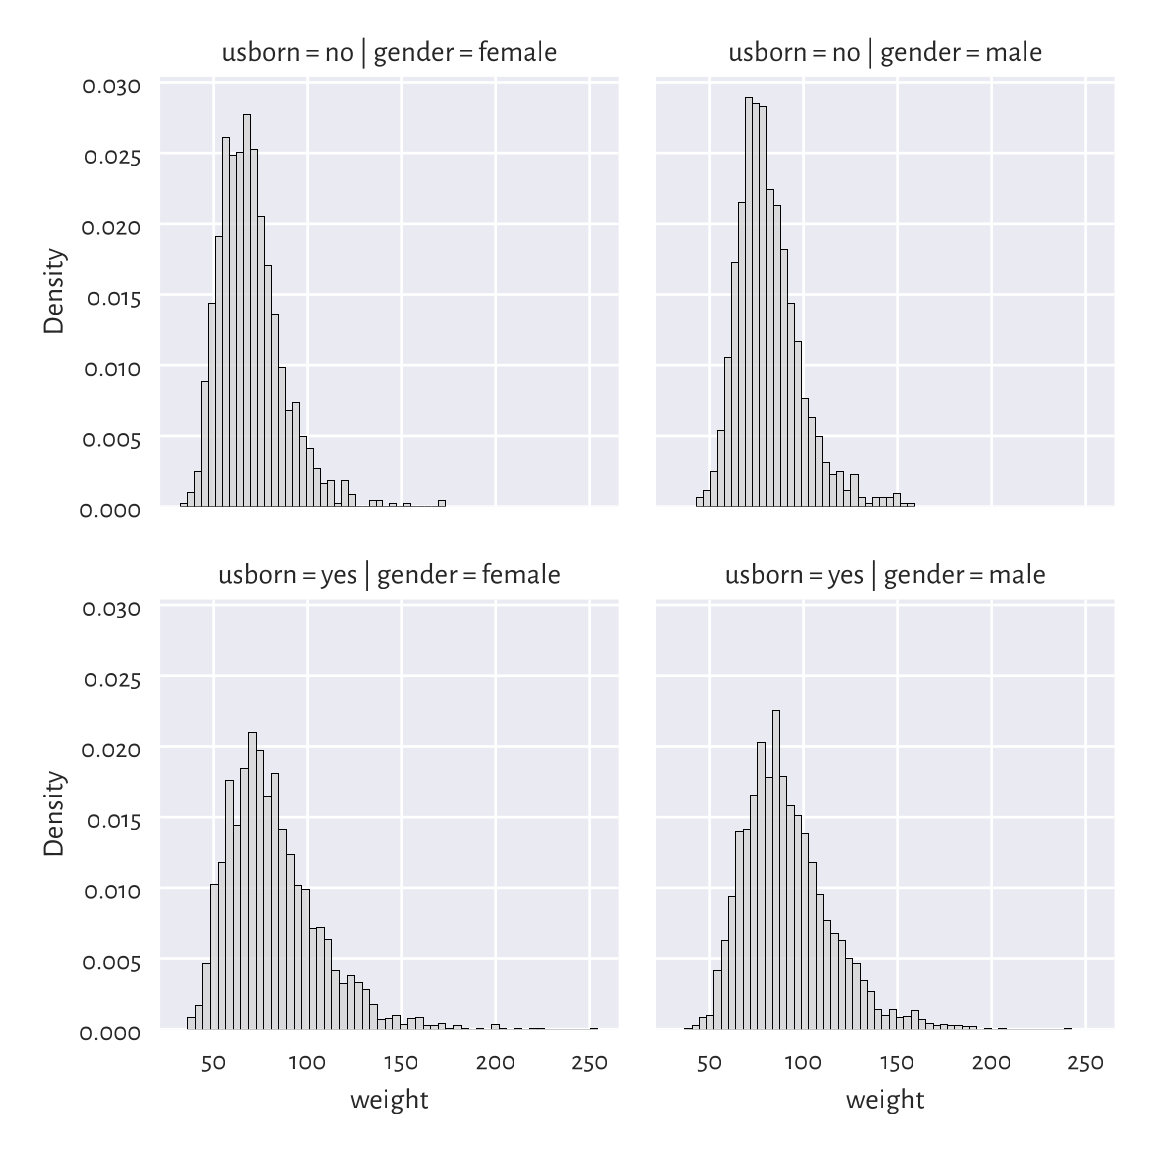 usborn = no | gender = female
usborn = no | gender = male
0.030
0.025
0.020
0.015
0.010
0.005
0.000
Density
usborn = yes | gender = female
usborn = yes | gender = male
0.030
0.025
0.020
0.015
0.010
0.005
0.000
Density
50 100 150 200 250
50 100 150 200 250
weight
weight